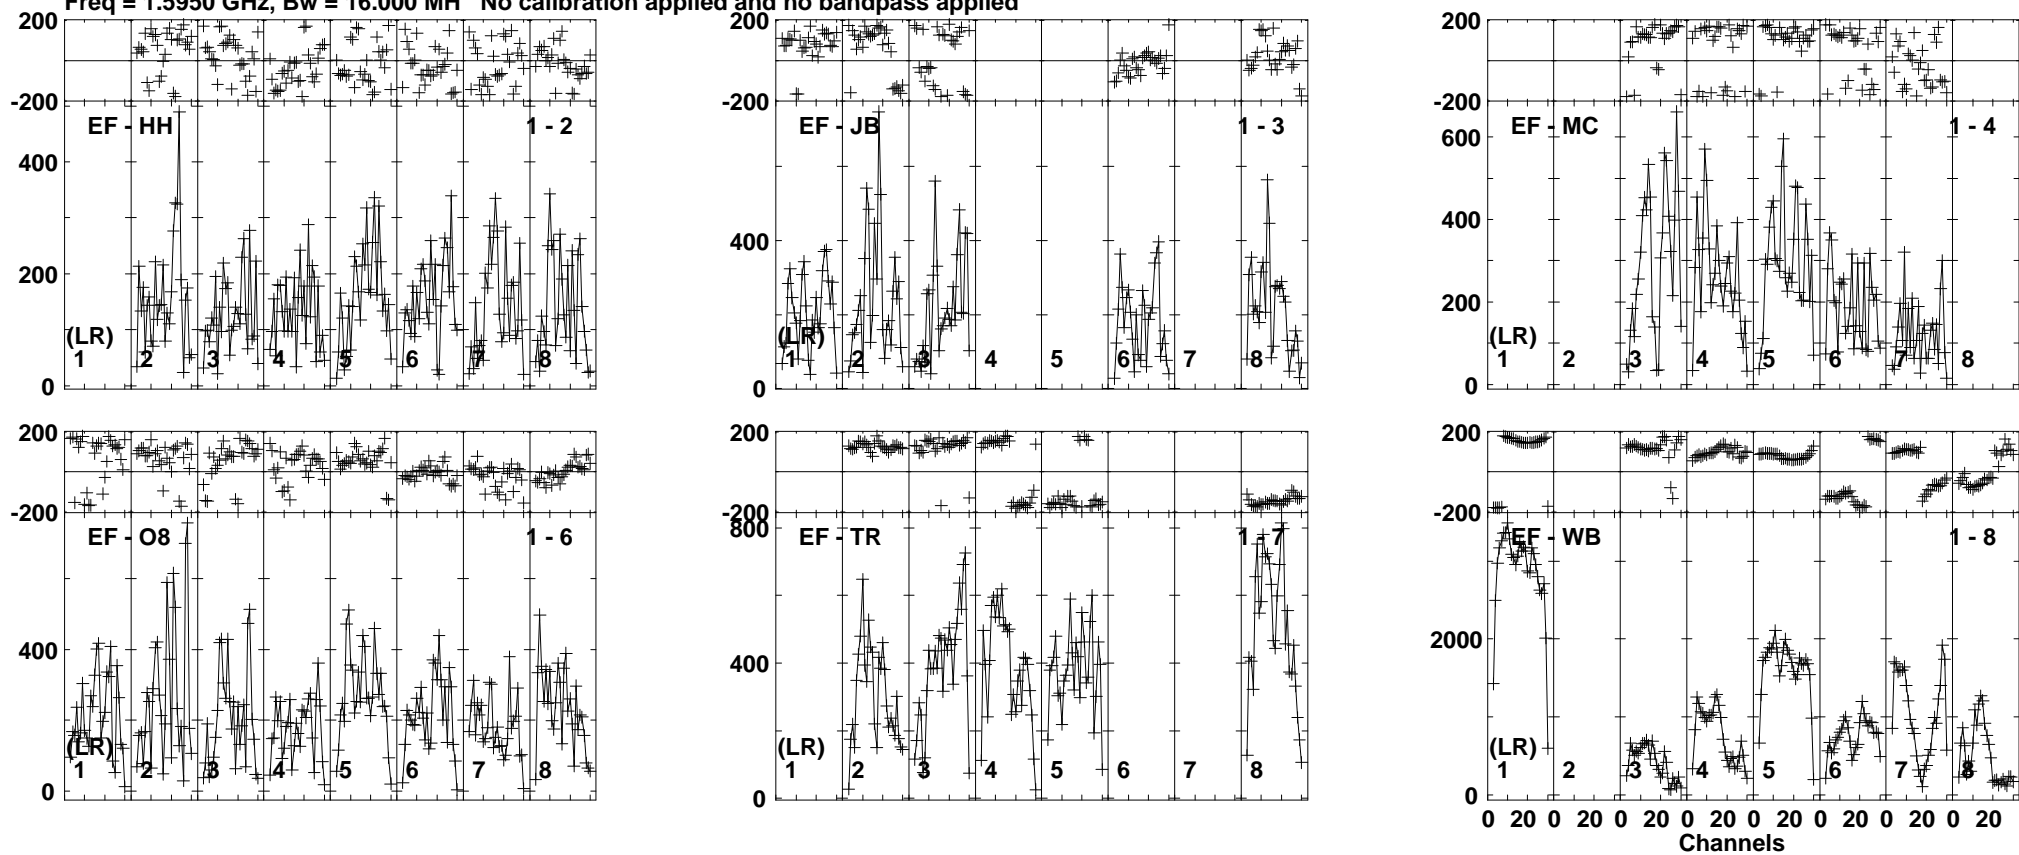 Freq = 1.5950 GHz, Bw = 16.000 MH No calibration applied and no bandpass applied
200
-200
EF - HH 1 - 2
400
200
0
(LR)
1 2 3 4 5 6 7 8
200
-200
EF - JB 1 - 3
400
0
(LR)
1 2 3 4 5 6 7 8
200
-200
EF - MC 1 - 4
600
400
200
0
(LR)
1 2 3 4 5 6 7 8
200
-200
EF - O8 1 - 6
400
0
(LR)
1 2 3 4 5 6 7 8
200
-200
800
EF - TR 1 - 7
400
0
(LR)
1 2 3 4 5 6 7 8
200
-200
EF - WB 1 - 8
2000
0
(LR)
1 2 3 4 5 6 7 8
0 20 0 20 0 20 0 20 0 20 0 20 0 20 0 20
Channels